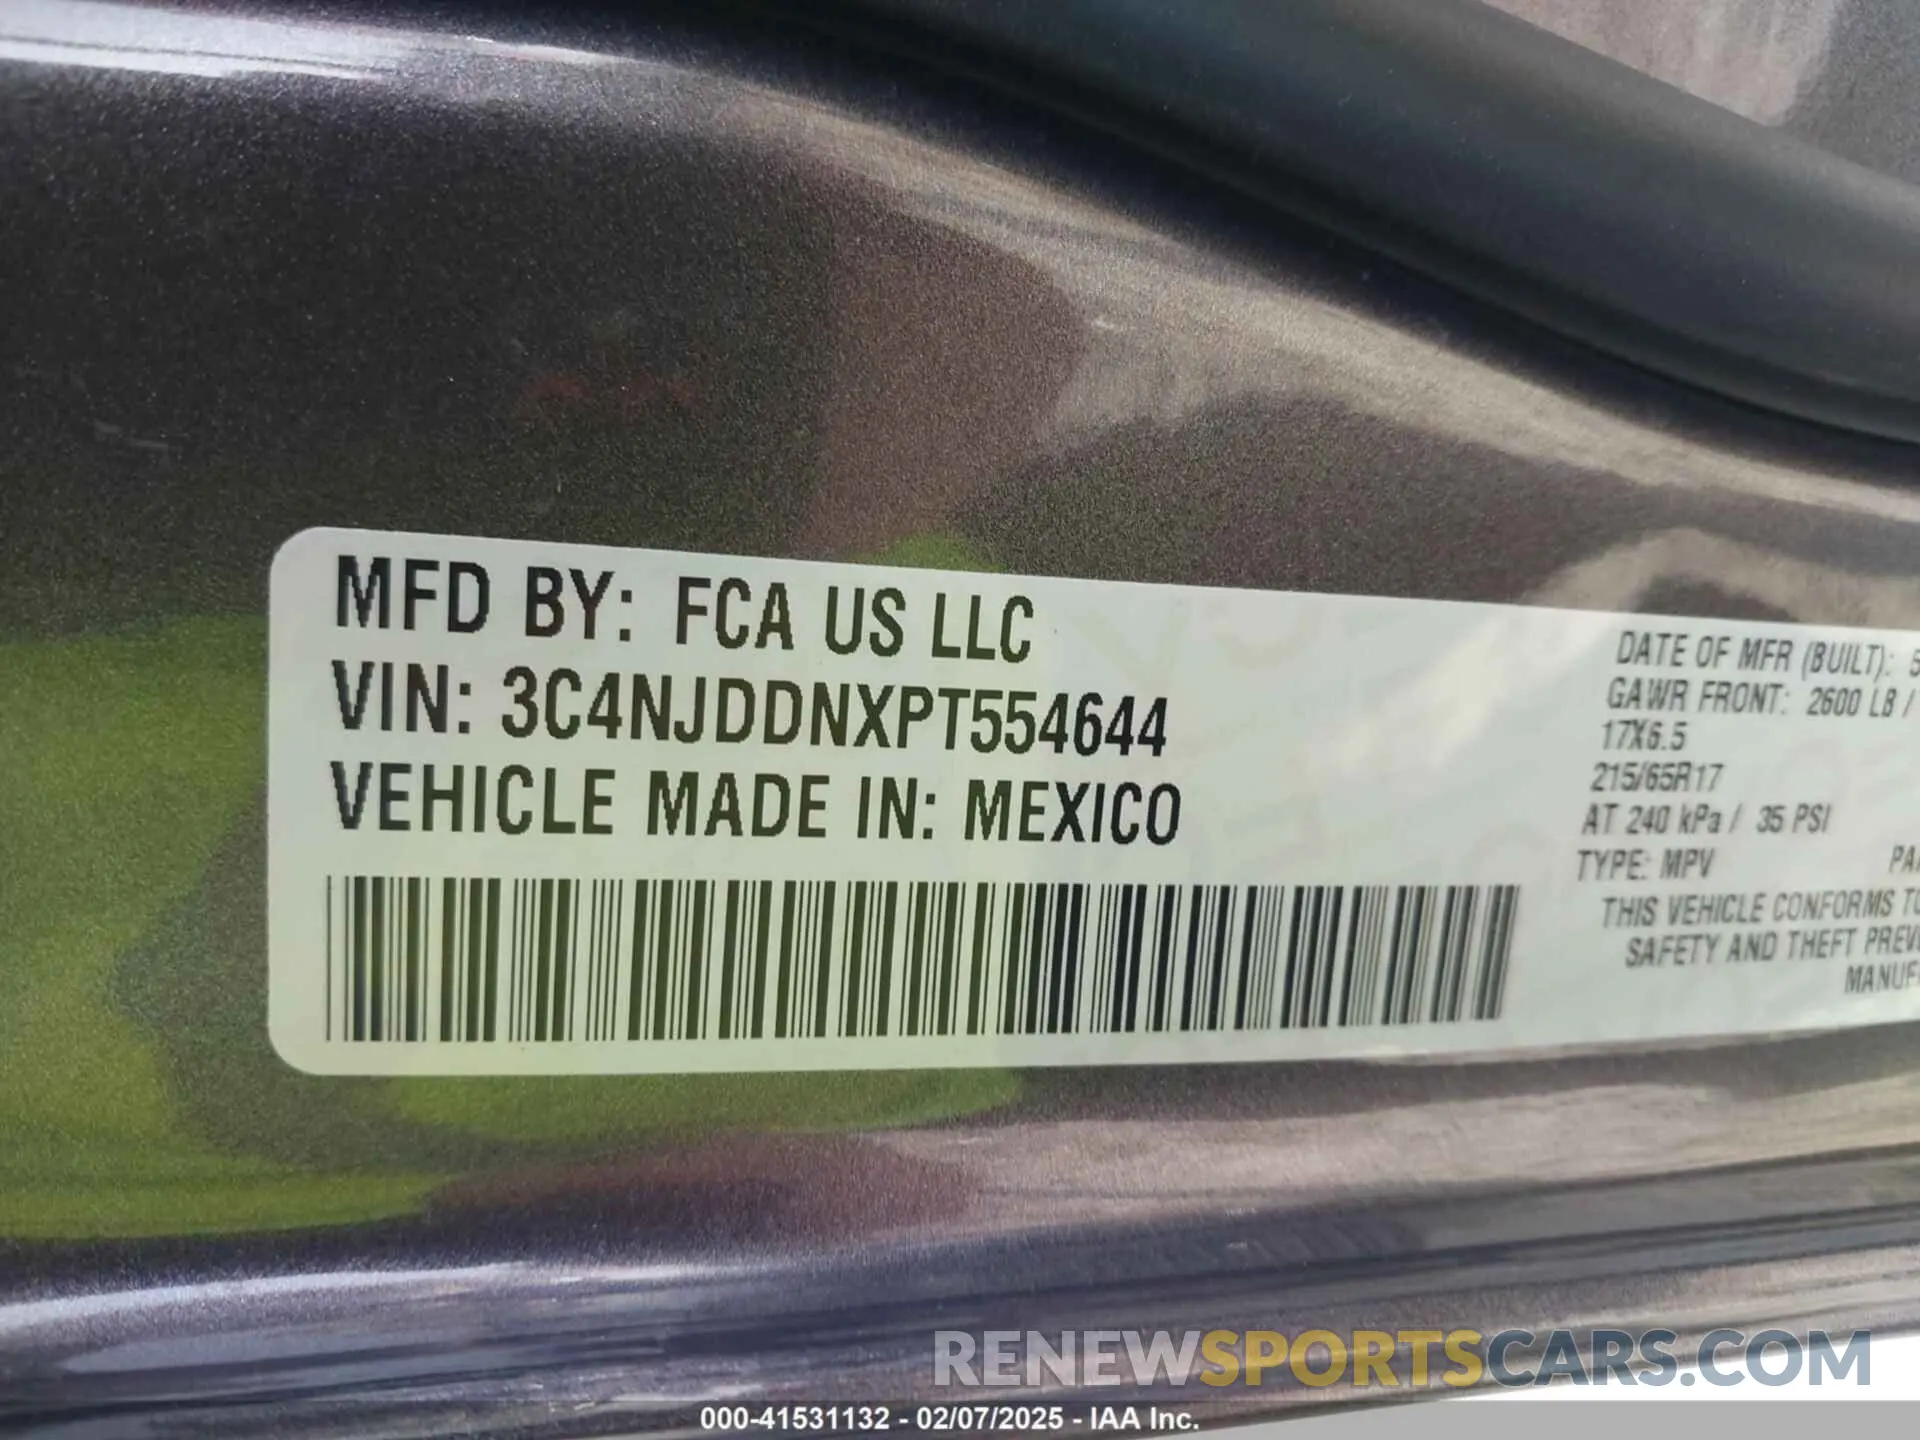 MFD BY: FCA US LLC
VIN: 3C4NJDDNXPT554644
VEHICLE MADE IN: MEXICO
DATE OF MFR (BUILT): 5
GAWR FRONT: 2600 LB /
17X6.5
215/65R17
AT 240 kPa / 35 PSI
TYPE: MPV
THIS VEHICLE CONFORMS
SAFETY AND THEFT
RENEWSPORTSCARS.COM
000-41531132 - 02/07/2025 - IAA Inc.